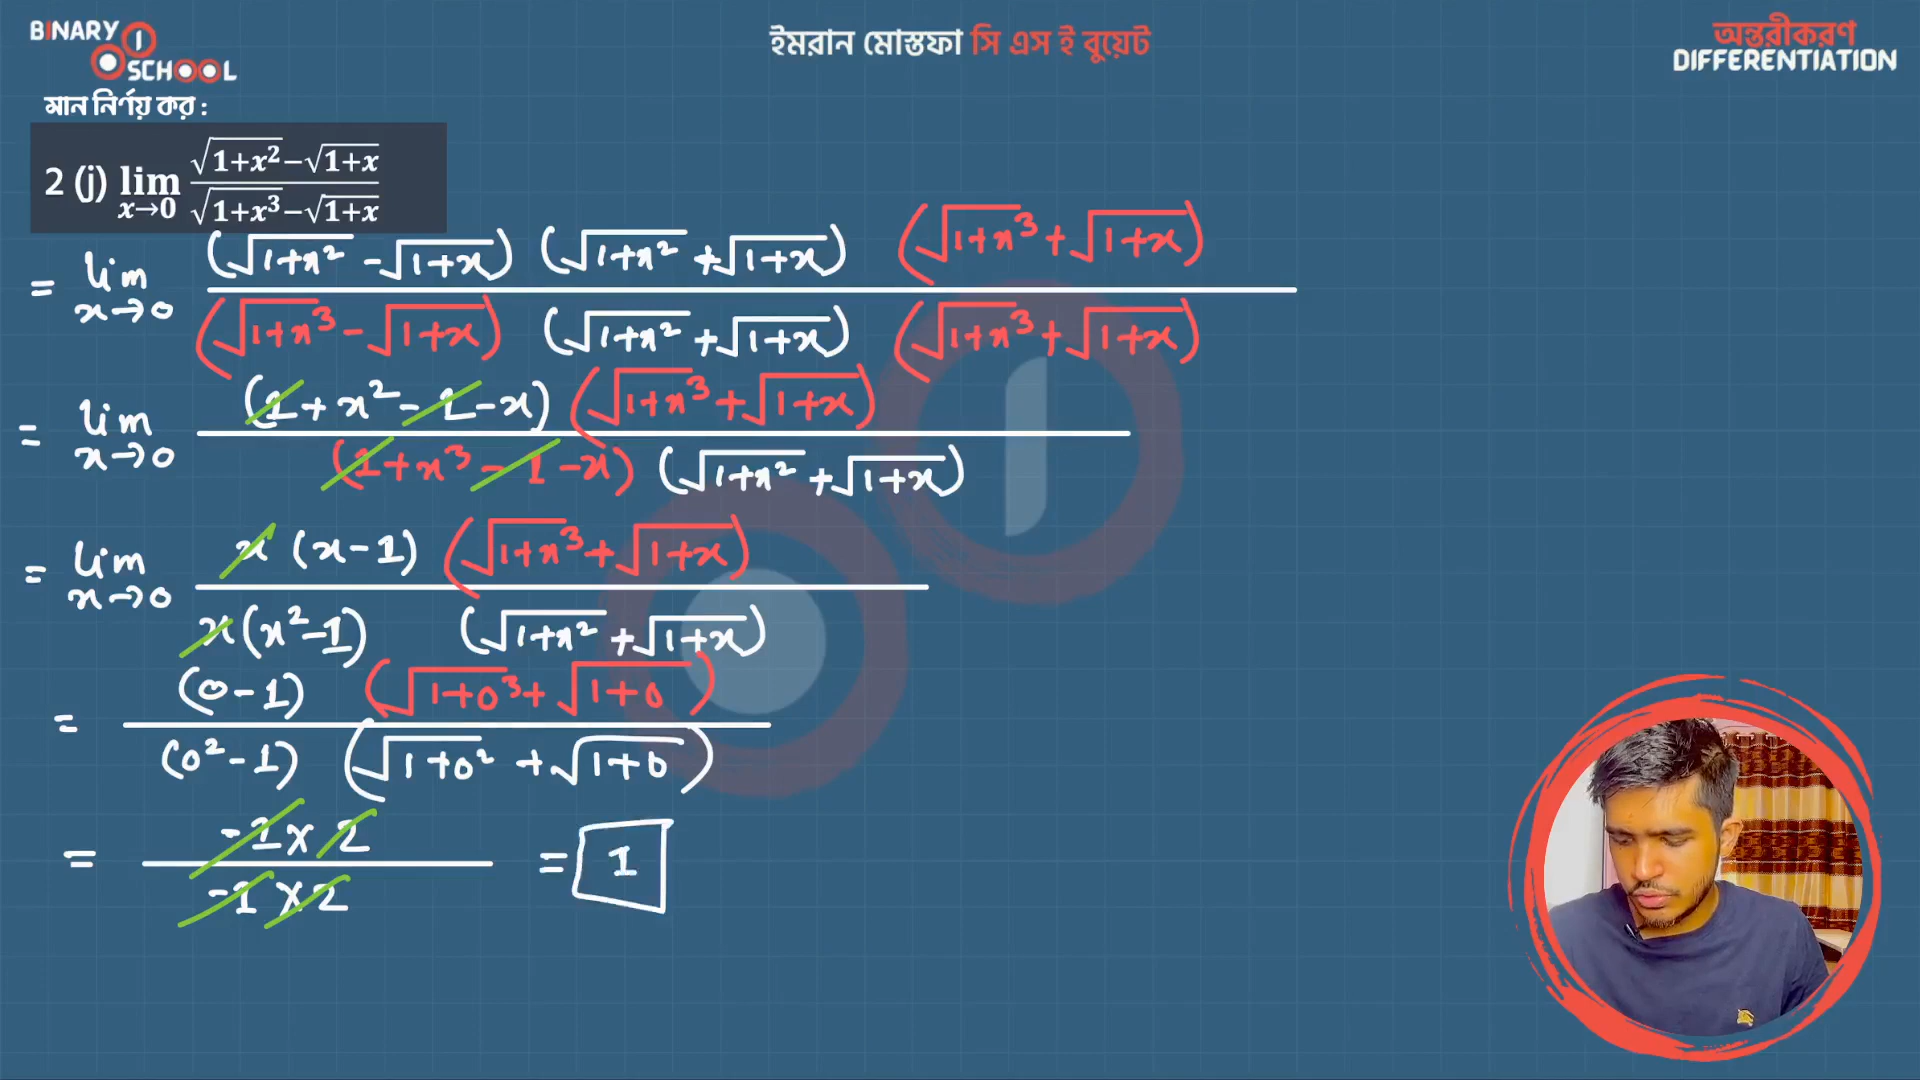 BINARY 1 SCHOOL
ইমরান মোস্তফা সি এস ই বুয়েট
অন্তরীকরণ
DIFFERENTIATION
মান নির্ণয় কর :
2 (j) lim x→0 (√(1+x²) − √(1+x)) / (√(1+x³) − √(1+x))
= lim x→0 (√(1+x²) − √(1+x)) (√(1+x²) + √(1+x)) (√(1+x³) + √(1+x)) / (√(1+x³) − √(1+x)) (√(1+x²) + √(1+x)) (√(1+x³) + √(1+x))
= lim x→0 (1+x²−1−x) (√(1+x³) + √(1+x)) / (1+x³−1−x) (√(1+x²) + √(1+x))
= lim x→0 x (x−1) (√(1+x³) + √(1+x)) / x(x²−1) (√(1+x²) + √(1+x))
= (0−1) (√(1+0³) + √(1+0)) / (0²−1) (√(1+0²) + √(1+0))
= −1×2 / −1×2 = 1